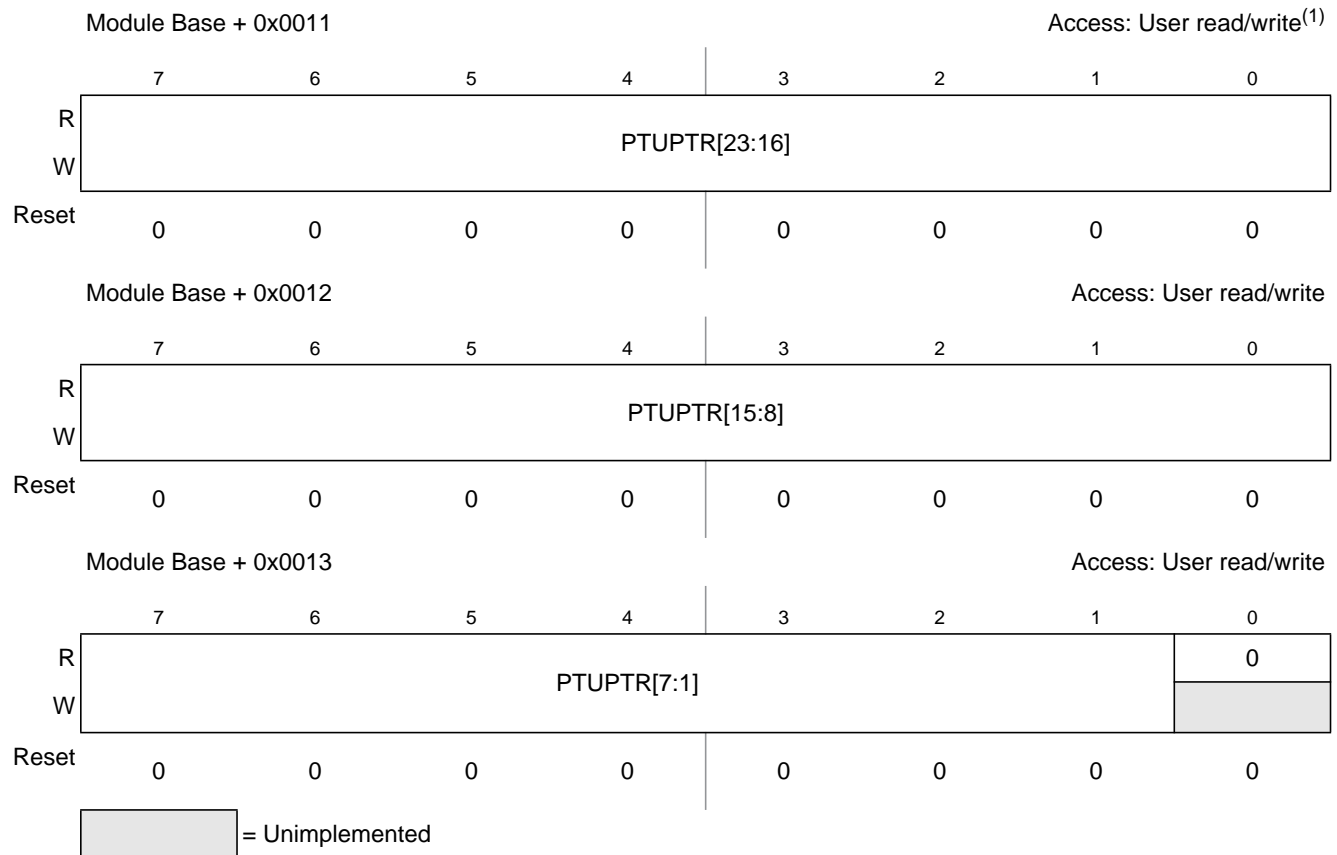 Module Base + 0x0011 Access: User read/write(1)
7 6 5 4 3 2 1 0
R
PTUPTR[23:16]
W
Reset 0 0 0 0 0 0 0 0
Module Base + 0x0012 Access: User read/write
7 6 5 4 3 2 1 0
R
PTUPTR[15:8]
W
Reset 0 0 0 0 0 0 0 0
Module Base + 0x0013 Access: User read/write
7 6 5 4 3 2 1 0
R 0
PTUPTR[7:1]
W
Reset 0 0 0 0 0 0 0 0
= Unimplemented